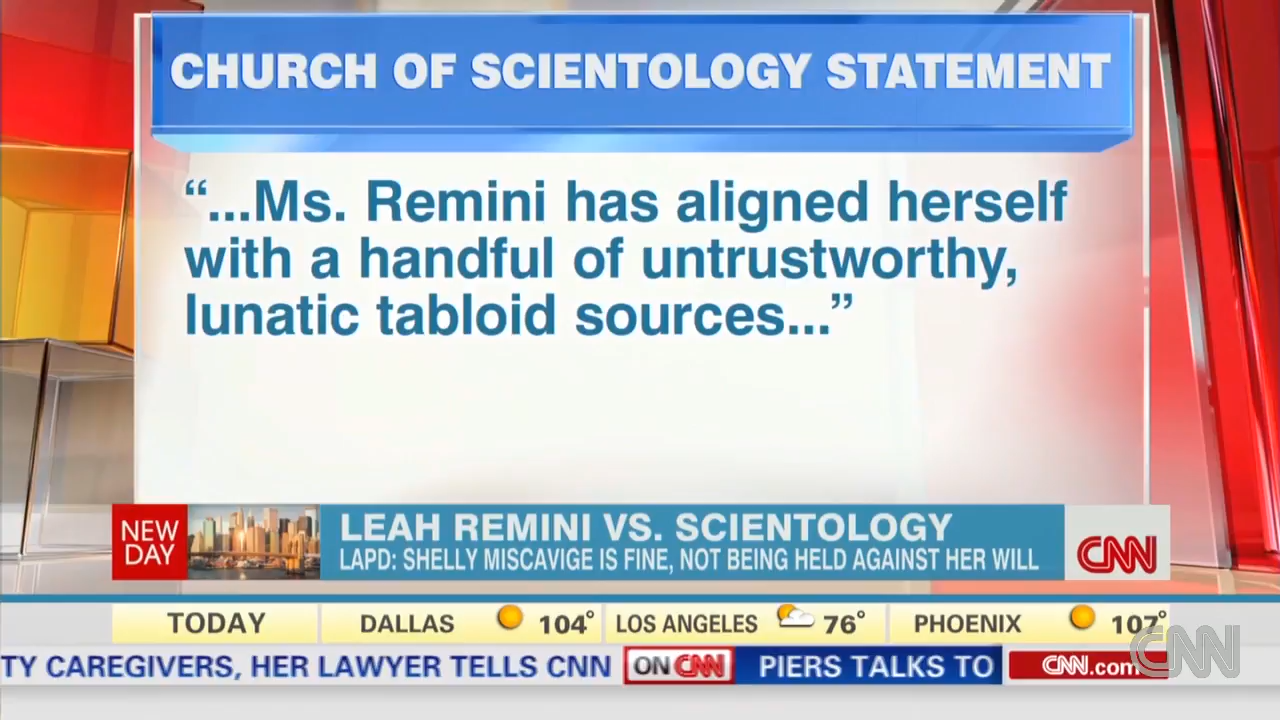 CHURCH OF SCIENTOLOGY STATEMENT
“...Ms. Remini has aligned herself
with a handful of untrustworthy,
lunatic tabloid sources...”
NEW
DAY
LEAH REMINI VS. SCIENTOLOGY
LAPD: SHELLY MISCAVIGE IS FINE, NOT BEING HELD AGAINST HER WILL
CNN
TODAY DALLAS 104° LOS ANGELES 76° PHOENIX 107°
TY CAREGIVERS, HER LAWYER TELLS CNN ON CNN PIERS TALKS TO CNN.com
CNN